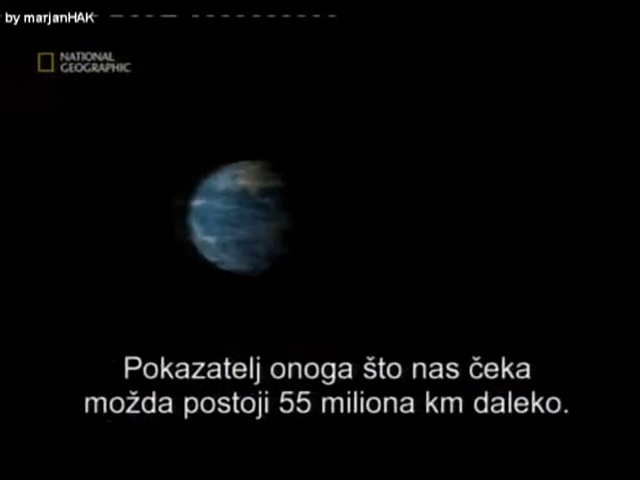 by marjanHAK
NATIONAL
GEOGRAPHIC
Pokazatelj onoga što nas čeka
možda postoji 55 miliona km daleko.